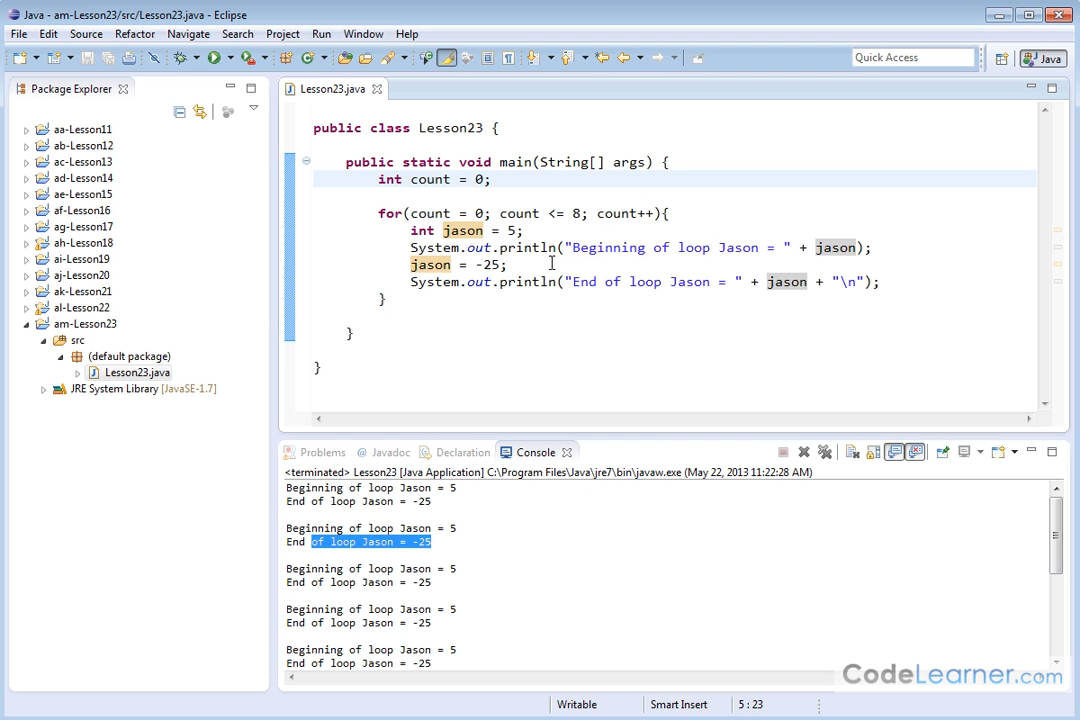 Java - am-Lesson23/src/Lesson23.java - Eclipse
File Edit Source Refactor Navigate Search Project Run Window Help
Quick Access
Java
Package Explorer
aa-Lesson11
ab-Lesson12
ac-Lesson13
ad-Lesson14
ae-Lesson15
af-Lesson16
ag-Lesson17
ah-Lesson18
ai-Lesson19
aj-Lesson20
ak-Lesson21
al-Lesson22
am-Lesson23
src
(default package)
Lesson23.java
JRE System Library [JavaSE-1.7]
Lesson23.java
public class Lesson23 {
public static void main(String[] args) {
int count = 0;
for(count = 0; count <= 8; count++){
int jason = 5;
System.out.println("Beginning of loop Jason = " + jason);
jason = -25;
System.out.println("End of loop Jason = " + jason + "\n");
}
}
}
Problems @ Javadoc Declaration Console
<terminated> Lesson23 [Java Application] C:\Program Files\Java\jre7\bin\javaw.exe (May 22, 2013 11:22:28 AM)
Beginning of loop Jason = 5
End of loop Jason = -25
Beginning of loop Jason = 5
End of loop Jason = -25
Beginning of loop Jason = 5
End of loop Jason = -25
Beginning of loop Jason = 5
End of loop Jason = -25
Beginning of loop Jason = 5
End of loop Jason = -25
CodeLearner.com
Writable Smart Insert 5 : 23